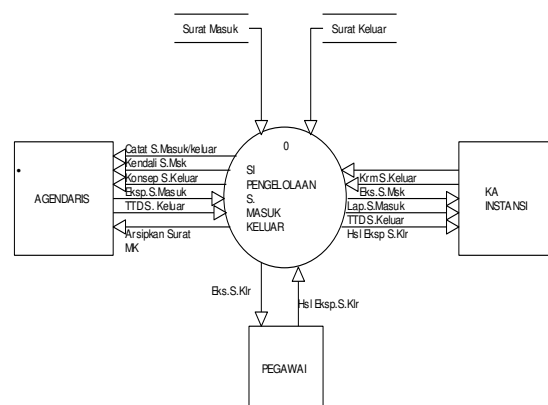 Surat Masuk
Surat Keluar
0
SI
PENGELOLAAN
S.
MASUK
KELUAR
AGENDARIS
Catat S.Masuk/keluar
Kendali S.Msk
Konsep S.Keluar
Eksp.S.Masuk
TTD S. Keluar
Arsipkan Surat
MK
KA
INSTANSI
Krm S.Keluar
Eks.S.Msk
Lap.S.Masuk
TTD S.Keluar
Hsl Eksp S.Klr
Eks.S.Klr
Hsl Eksp.S.Klr
PEGAWAI